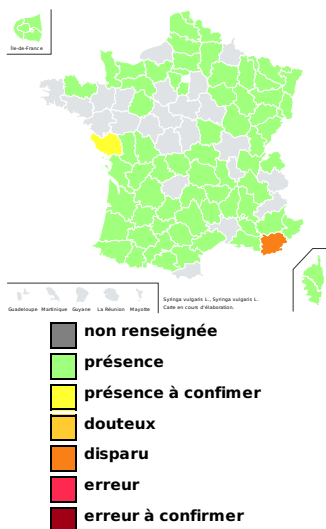 Île-de-France
Guadeloupe Martinique Guyane La Réunion Mayotte
Syringa vulgaris L., Syringa vulgaris L.
Carte en cours d'élaboration.
non renseignée
présence
présence à confimer
douteux
disparu
erreur
erreur à confirmer